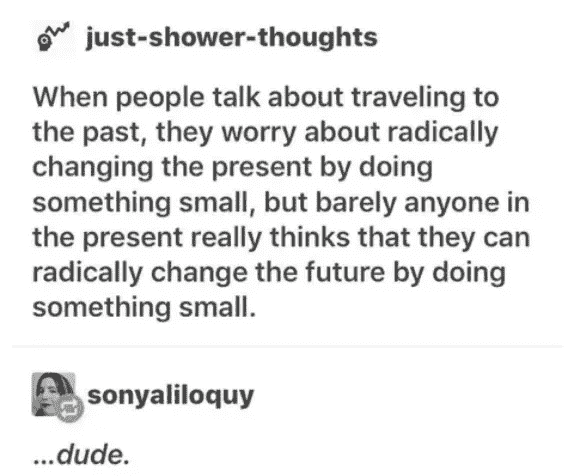 just-shower-thoughts
When people talk about traveling to
the past, they worry about radically
changing the present by doing
something small, but barely anyone in
the present really thinks that they can
radically change the future by doing
something small.
sonyaliloquy
...dude.